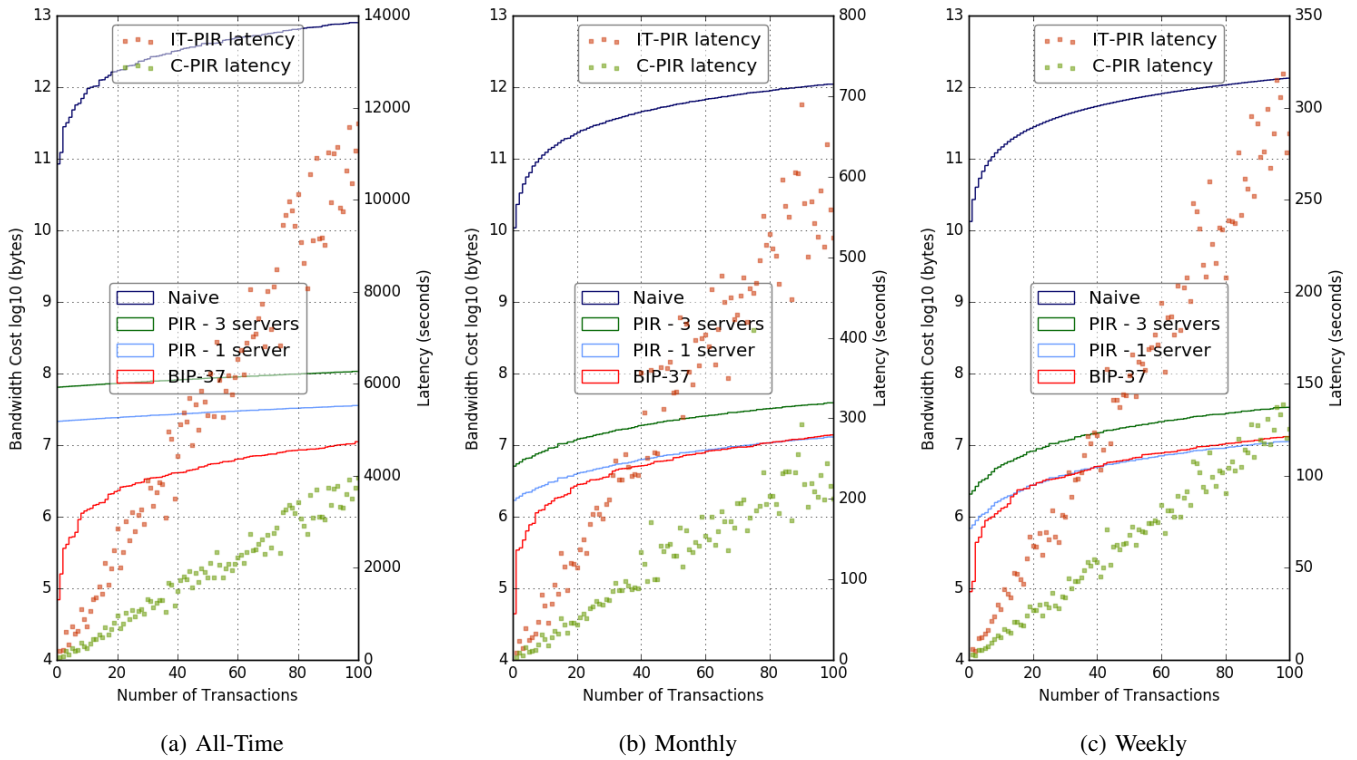 13
12
11
10
9
8
7
6
5
4
Bandwidth Cost log10 (bytes)
0 20 40 60 80 100
Number of Transactions
14000
12000
10000
8000
6000
4000
2000
0
Latency (seconds)
IT-PIR latency
C-PIR latency
Naive
PIR - 3 servers
PIR - 1 server
BIP-37
(a) All-Time
13
12
11
10
9
8
7
6
5
4
Bandwidth Cost log10 (bytes)
0 20 40 60 80 100
Number of Transactions
800
700
600
500
400
300
200
100
0
Latency (seconds)
IT-PIR latency
C-PIR latency
Naive
PIR - 3 servers
PIR - 1 server
BIP-37
(b) Monthly
13
12
11
10
9
8
7
6
5
4
Bandwidth Cost log10 (bytes)
0 20 40 60 80 100
Number of Transactions
350
300
250
200
150
100
50
0
Latency (seconds)
IT-PIR latency
C-PIR latency
Naive
PIR - 3 servers
PIR - 1 server
BIP-37
(c) Weekly